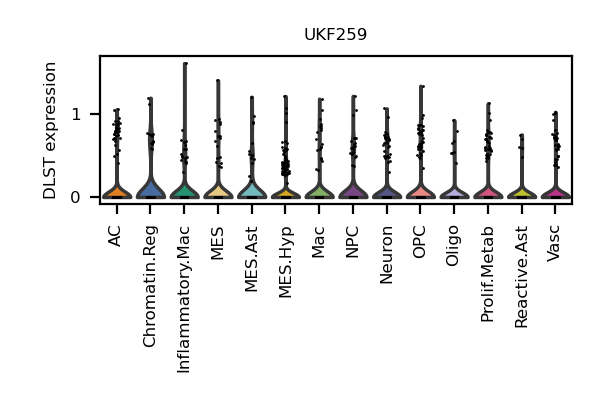 UKF259
DLST expression
1
0
AC
Chromatin.Reg
Inflammatory.Mac
MES
MES.Ast
MES.Hyp
Mac
NPC
Neuron
OPC
Oligo
Prolif.Metab
Reactive.Ast
Vasc